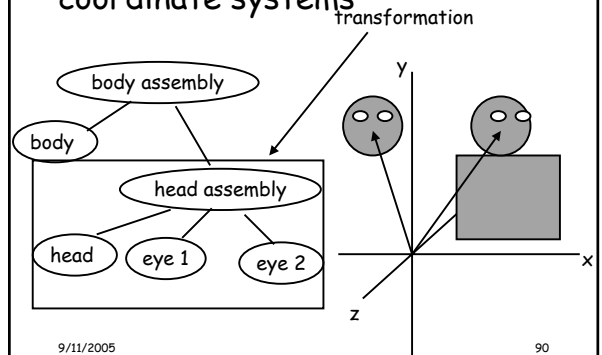 coordinate systems
transformation
body assembly
body
head assembly
head
eye 1
eye 2
y
x
z
9/11/2005
90